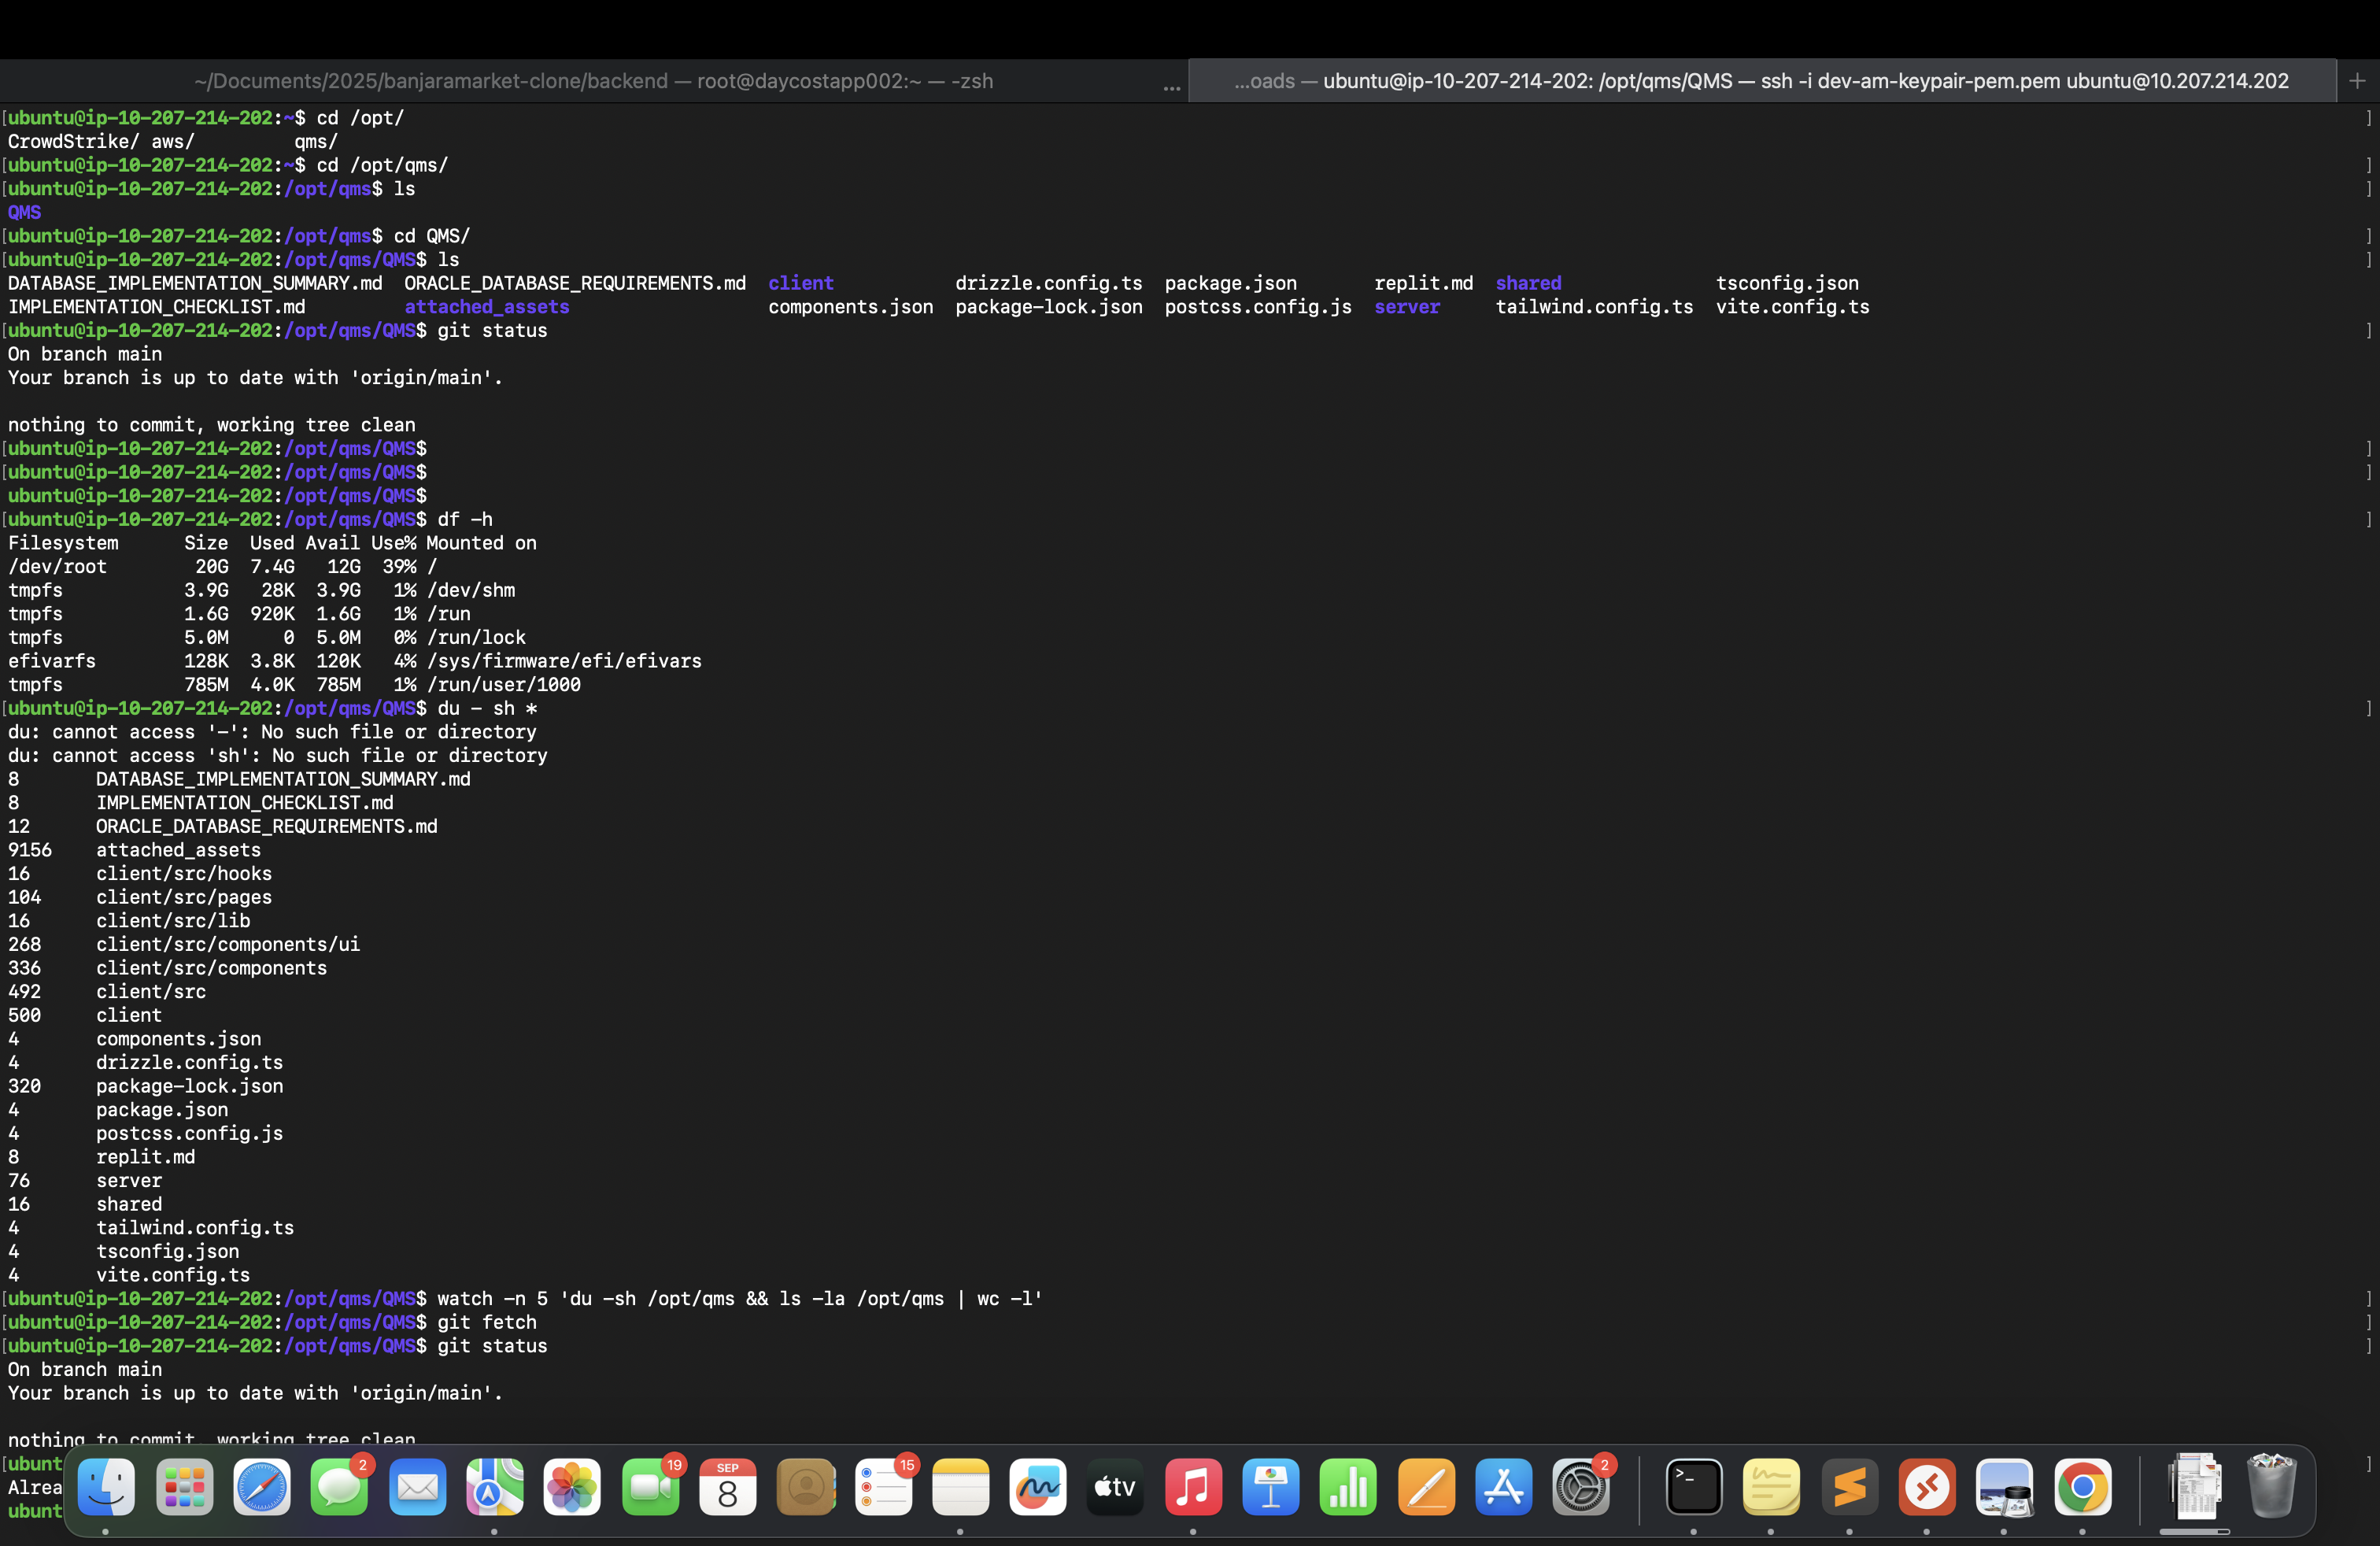 ~/Documents/2025/banjaramarket-clone/backend — root@daycostapp002:~ — -zsh
...
...oads — ubuntu@ip-10-207-214-202: /opt/qms/QMS — ssh -i dev-am-keypair-pem.pem ubuntu@10.207.214.202
+
[ubuntu@ip-10-207-214-202:~$ cd /opt/ ]
CrowdStrike/ aws/         qms/
[ubuntu@ip-10-207-214-202:~$ cd /opt/qms/ ]
[ubuntu@ip-10-207-214-202:/opt/qms$ ls ]
QMS
[ubuntu@ip-10-207-214-202:/opt/qms$ cd QMS/ ]
[ubuntu@ip-10-207-214-202:/opt/qms/QMS$ ls ]
DATABASE_IMPLEMENTATION_SUMMARY.md  ORACLE_DATABASE_REQUIREMENTS.md  client           drizzle.config.ts  package.json       replit.md  shared              tsconfig.json
IMPLEMENTATION_CHECKLIST.md         attached_assets                  components.json  package-lock.json  postcss.config.js  server     tailwind.config.ts  vite.config.ts
[ubuntu@ip-10-207-214-202:/opt/qms/QMS$ git status ]
On branch main
Your branch is up to date with 'origin/main'.
nothing to commit, working tree clean
[ubuntu@ip-10-207-214-202:/opt/qms/QMS$ ]
[ubuntu@ip-10-207-214-202:/opt/qms/QMS$ ]
ubuntu@ip-10-207-214-202:/opt/qms/QMS$
[ubuntu@ip-10-207-214-202:/opt/qms/QMS$ df -h ]
Filesystem      Size  Used Avail Use% Mounted on
/dev/root        20G  7.4G   12G  39% /
tmpfs           3.9G   28K  3.9G   1% /dev/shm
tmpfs           1.6G  920K  1.6G   1% /run
tmpfs           5.0M     0  5.0M   0% /run/lock
efivarfs        128K  3.8K  120K   4% /sys/firmware/efi/efivars
tmpfs           785M  4.0K  785M   1% /run/user/1000
[ubuntu@ip-10-207-214-202:/opt/qms/QMS$ du - sh * ]
du: cannot access '-': No such file or directory
du: cannot access 'sh': No such file or directory
8       DATABASE_IMPLEMENTATION_SUMMARY.md
8       IMPLEMENTATION_CHECKLIST.md
12      ORACLE_DATABASE_REQUIREMENTS.md
9156    attached_assets
16      client/src/hooks
104     client/src/pages
16      client/src/lib
268     client/src/components/ui
336     client/src/components
492     client/src
500     client
4       components.json
4       drizzle.config.ts
320     package-lock.json
4       package.json
4       postcss.config.js
8       replit.md
76      server
16      shared
4       tailwind.config.ts
4       tsconfig.json
4       vite.config.ts
[ubuntu@ip-10-207-214-202:/opt/qms/QMS$ watch -n 5 'du -sh /opt/qms && ls -la /opt/qms | wc -l' ]
[ubuntu@ip-10-207-214-202:/opt/qms/QMS$ git fetch ]
[ubuntu@ip-10-207-214-202:/opt/qms/QMS$ git status ]
On branch main
Your branch is up to date with 'origin/main'.
nothing to commit, working tree clean
[ubunt ]
Alrea
ubunt
2
19
SEP
8
15
tv
2
>_